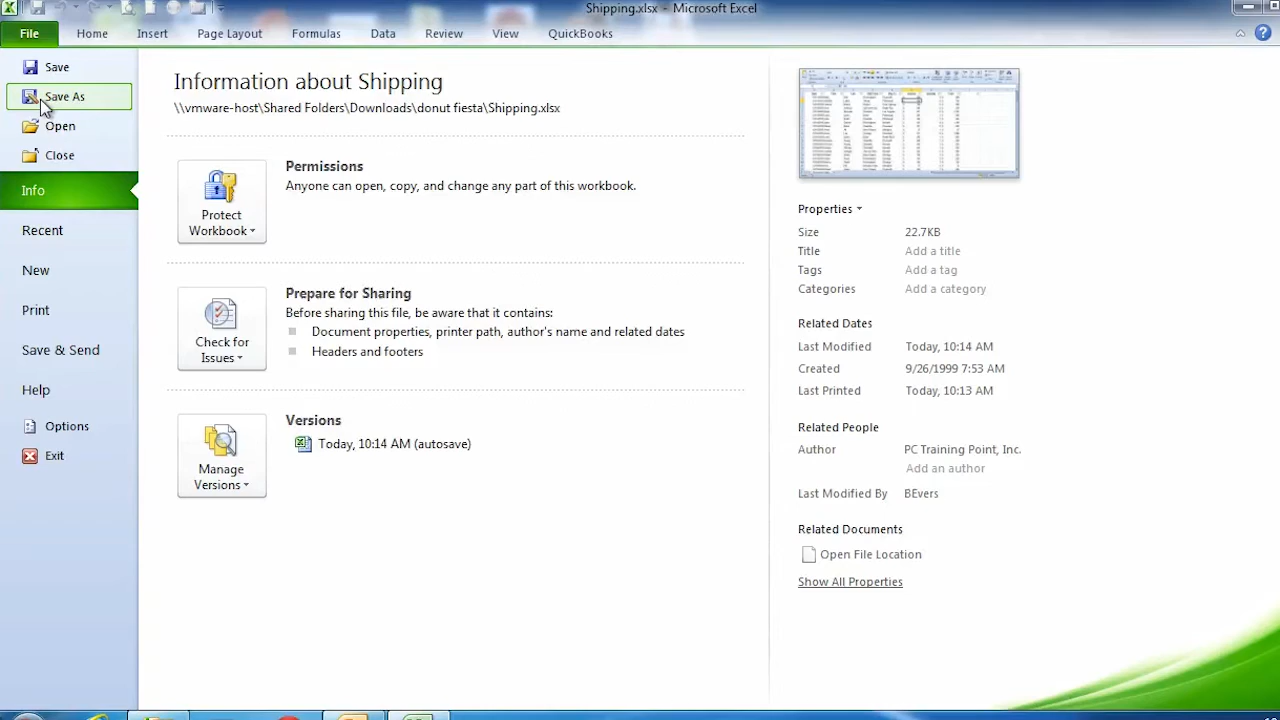 Shipping.xlsx - Microsoft Excel
File Home Insert Page Layout Formulas Data Review View QuickBooks
Save
Save As
Open
Close
Info
Recent
New
Print
Save & Send
Help
Options
Exit
Information about Shipping
\\vmware-host\Shared Folders\Downloads\donut fiesta\Shipping.xlsx
Protect
Workbook
Permissions
Anyone can open, copy, and change any part of this workbook.
Check for
Issues
Prepare for Sharing
Before sharing this file, be aware that it contains:
Document properties, printer path, author's name and related dates
Headers and footers
Manage
Versions
Versions
Today, 10:14 AM (autosave)
Properties
Size 22.7KB
Title Add a title
Tags Add a tag
Categories Add a category
Related Dates
Last Modified Today, 10:14 AM
Created 9/26/1999 7:53 AM
Last Printed Today, 10:13 AM
Related People
Author PC Training Point, Inc.
Add an author
Last Modified By BEvers
Related Documents
Open File Location
Show All Properties